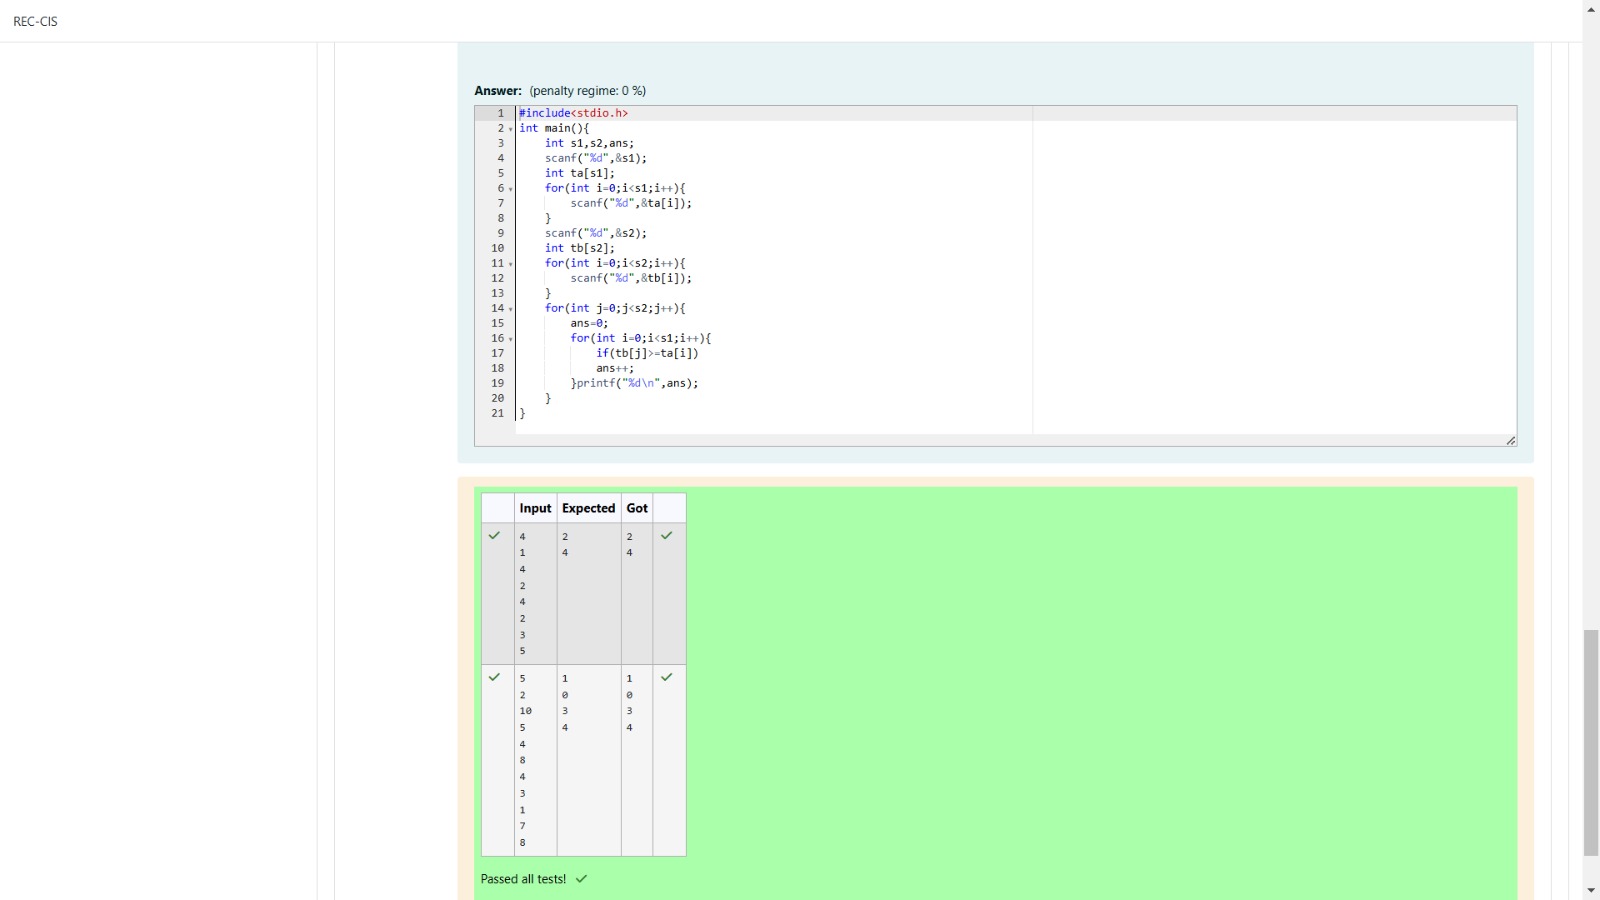 REC-CIS
Answer: (penalty regime: 0 %)
1 #include<stdio.h>
2 int main(){
3     int s1,s2,ans;
4     scanf("%d",&s1);
5     int ta[s1];
6     for(int i=0;i<s1;i++){
7         scanf("%d",&ta[i]);
8     }
9     scanf("%d",&s2);
10     int tb[s2];
11     for(int i=0;i<s2;i++){
12         scanf("%d",&tb[i]);
13     }
14     for(int j=0;j<s2;j++){
15         ans=0;
16         for(int i=0;i<s1;i++){
17             if(tb[j]>=ta[i])
18             ans++;
19         }printf("%d\n",ans);
20     }
21 }
Input Expected Got
4 2 2
1 4 4
4
2
4
2
3
5
5 1 1
2 0 0
10 3 3
5 4 4
4
8
4
3
1
7
8
Passed all tests!